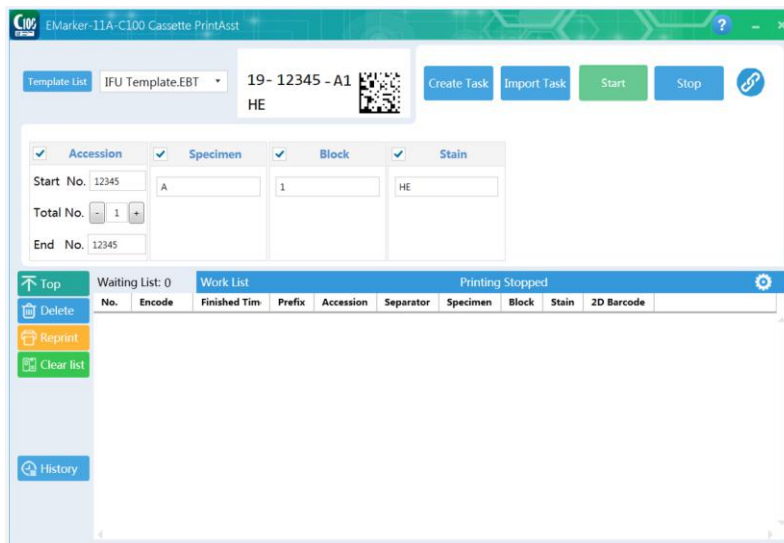 C100 EMarker-11A-C100 Cassette PrintAsst ?
Template List IFU Template.EBT 19- 12345 -A1 Create Task Import Task Start Stop
HE
Accession Specimen Block Stain
Start No. 12345 A 1 HE
Total No. - 1 +
End No. 12345
Top Waiting List: 0 Work List Printing Stopped
No. Encode Finished Tim Prefix Accession Separator Specimen Block Stain 2D Barcode
Delete
Reprint
Clear list
History